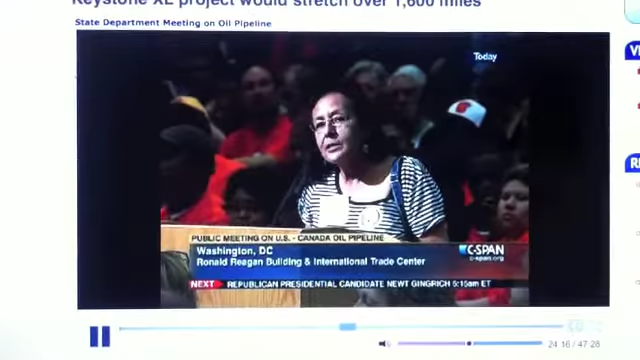 Keystone XL project would stretch over 1,600 miles
State Department Meeting on Oil Pipeline
Today
PUBLIC MEETING ON U.S. - CANADA OIL PIPELINE
Washington, DC
Ronald Reagan Building & International Trade Center
C-SPAN
c-span.org
NEXT REPUBLICAN PRESIDENTIAL CANDIDATE NEWT GINGRICH 5:15am ET
24:16 / 47:28